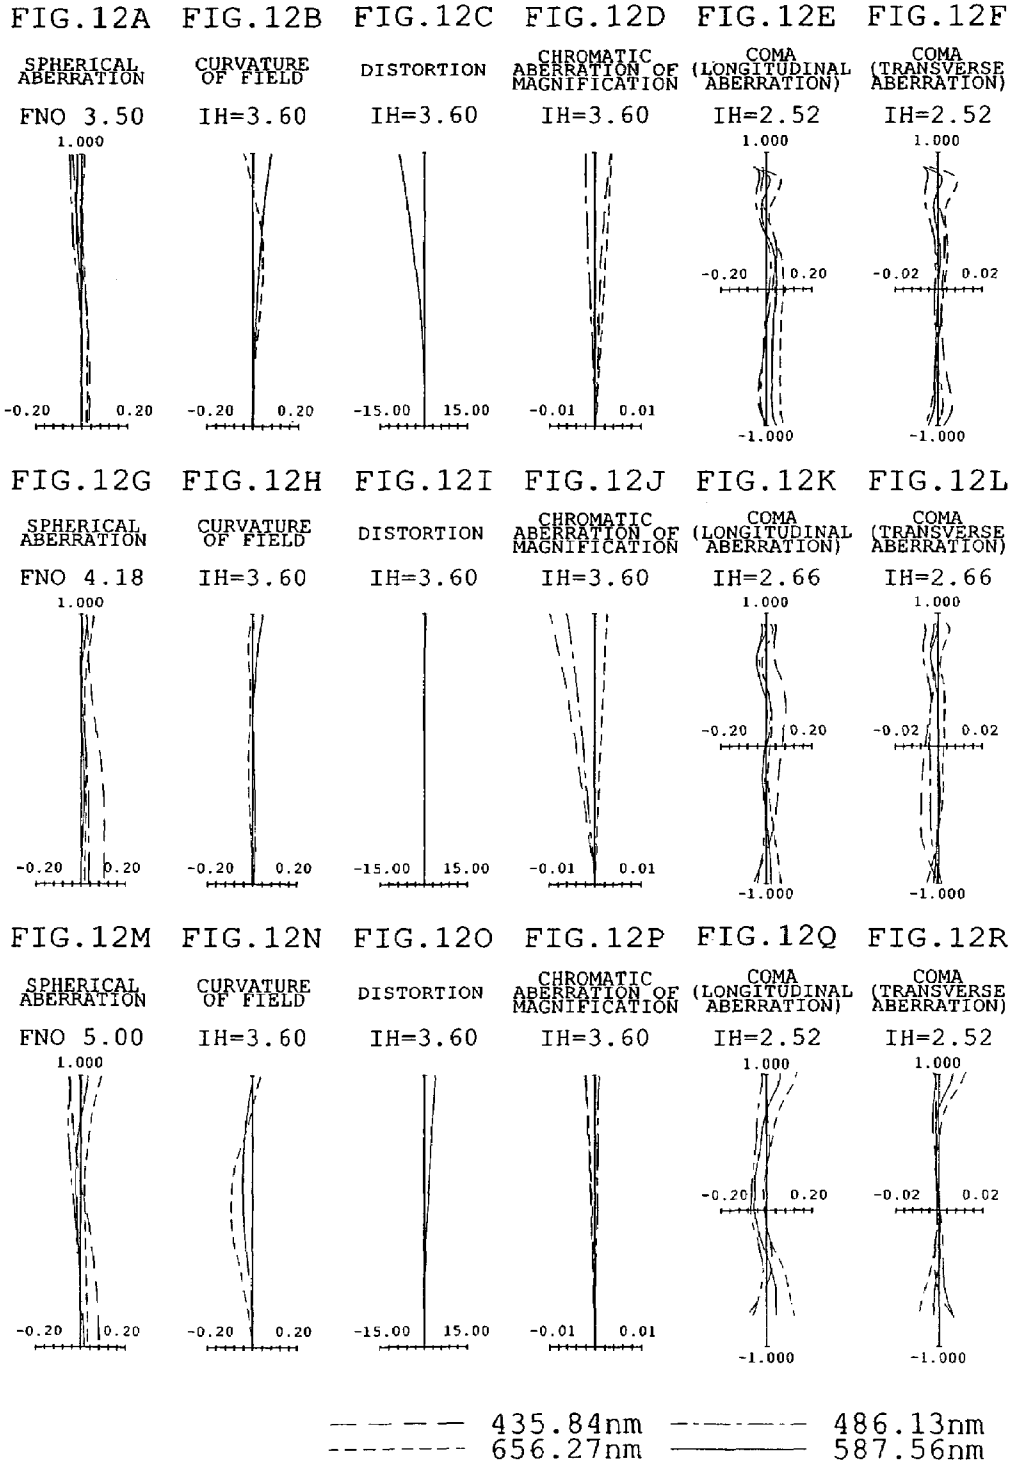 FIG.12A FIG.12B FIG.12C FIG.12D FIG.12E FIG.12F
SPHERICAL ABERRATION
CURVATURE OF FIELD
DISTORTION
CHROMATIC ABERRATION OF MAGNIFICATION
COMA (LONGITUDINAL ABERRATION)
COMA (TRANSVERSE ABERRATION)
FNO 3.50 IH=3.60 IH=3.60 IH=3.60 IH=2.52 IH=2.52
1.000 1.000 1.000
-0.20 0.20 -0.02 0.02
-0.20 0.20 -0.20 0.20 -15.00 15.00 -0.01 0.01
-1.000 -1.000
FIG.12G FIG.12H FIG.12I FIG.12J FIG.12K FIG.12L
SPHERICAL ABERRATION
CURVATURE OF FIELD
DISTORTION
CHROMATIC ABERRATION OF MAGNIFICATION
COMA (LONGITUDINAL ABERRATION)
COMA (TRANSVERSE ABERRATION)
FNO 4.18 IH=3.60 IH=3.60 IH=3.60 IH=2.66 IH=2.66
1.000 1.000 1.000
-0.20 0.20 -0.02 0.02
-0.20 0.20 -0.20 0.20 -15.00 15.00 -0.01 0.01
-1.000 -1.000
FIG.12M FIG.12N FIG.12O FIG.12P FIG.12Q FIG.12R
SPHERICAL ABERRATION
CURVATURE OF FIELD
DISTORTION
CHROMATIC ABERRATION OF MAGNIFICATION
COMA (LONGITUDINAL ABERRATION)
COMA (TRANSVERSE ABERRATION)
FNO 5.00 IH=3.60 IH=3.60 IH=3.60 IH=2.52 IH=2.52
1.000 1.000 1.000
-0.20 0.20 -0.02 0.02
-0.20 0.20 -0.20 0.20 -15.00 15.00 -0.01 0.01
-1.000 -1.000
435.84nm 486.13nm
656.27nm 587.56nm